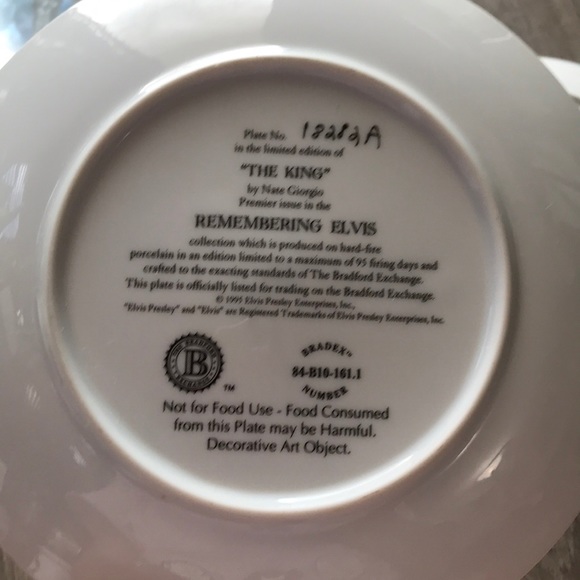 Plate No. 18282A
in the limited edition of
"THE KING"
by Nate Giorgio
Premier issue in the
REMEMBERING ELVIS
collection which is produced on hard-fire
porcelain in an edition limited to a maximum of 95 firing days and
crafted to the exacting standards of The Bradford Exchange.
This plate is officially listed for trading on the Bradford Exchange.
© 1995 Elvis Presley Enterprises, Inc.,
"Elvis Presley" and "Elvis" are Registered Trademarks of Elvis Presley Enterprises, Inc.
THE BRADFORD
B
EXCHANGE
TM
BRADEX™
84-B10-161.1
NUMBER
Not for Food Use - Food Consumed
from this Plate may be Harmful.
Decorative Art Object.